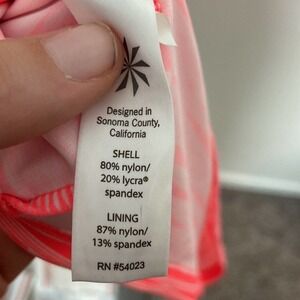 Designed in
Sonoma County,
California
SHELL
80% nylon/
20% lycra®
spandex
LINING
87% nylon/
13% spandex
RN #54023